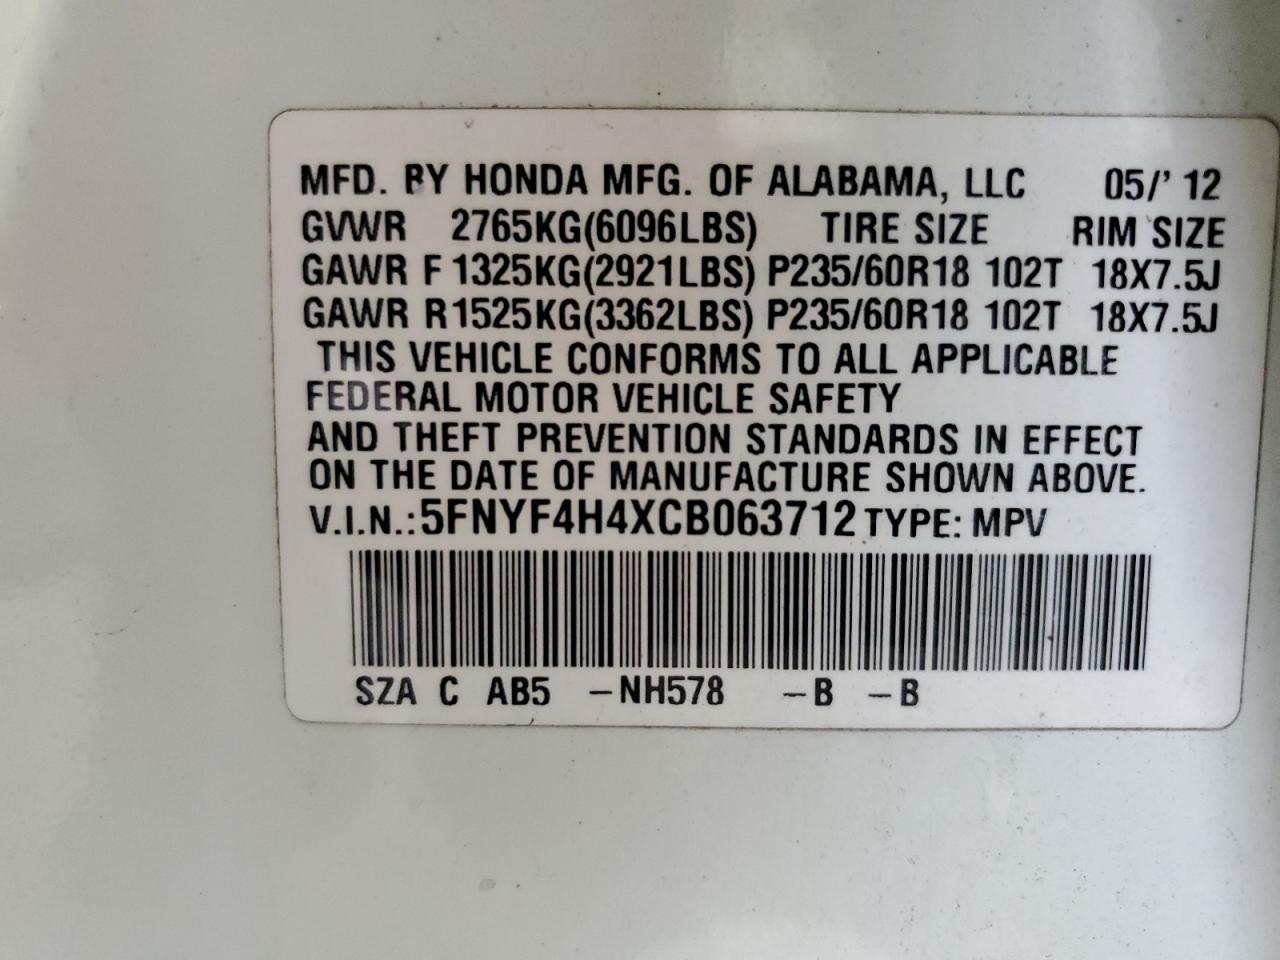 MFD. BY HONDA MFG. OF ALABAMA, LLC 05/' 12
GVWR 2765KG(6096LBS) TIRE SIZE RIM SIZE
GAWR F 1325KG(2921LBS) P235/60R18 102T 18X7.5J
GAWR R 1525KG(3362LBS) P235/60R18 102T 18X7.5J
THIS VEHICLE CONFORMS TO ALL APPLICABLE
FEDERAL MOTOR VEHICLE SAFETY
AND THEFT PREVENTION STANDARDS IN EFFECT
ON THE DATE OF MANUFACTURE SHOWN ABOVE.
V.I.N.:5FNYF4H4XCB063712 TYPE: MPV
SZA C AB5 –NH578 –B –B